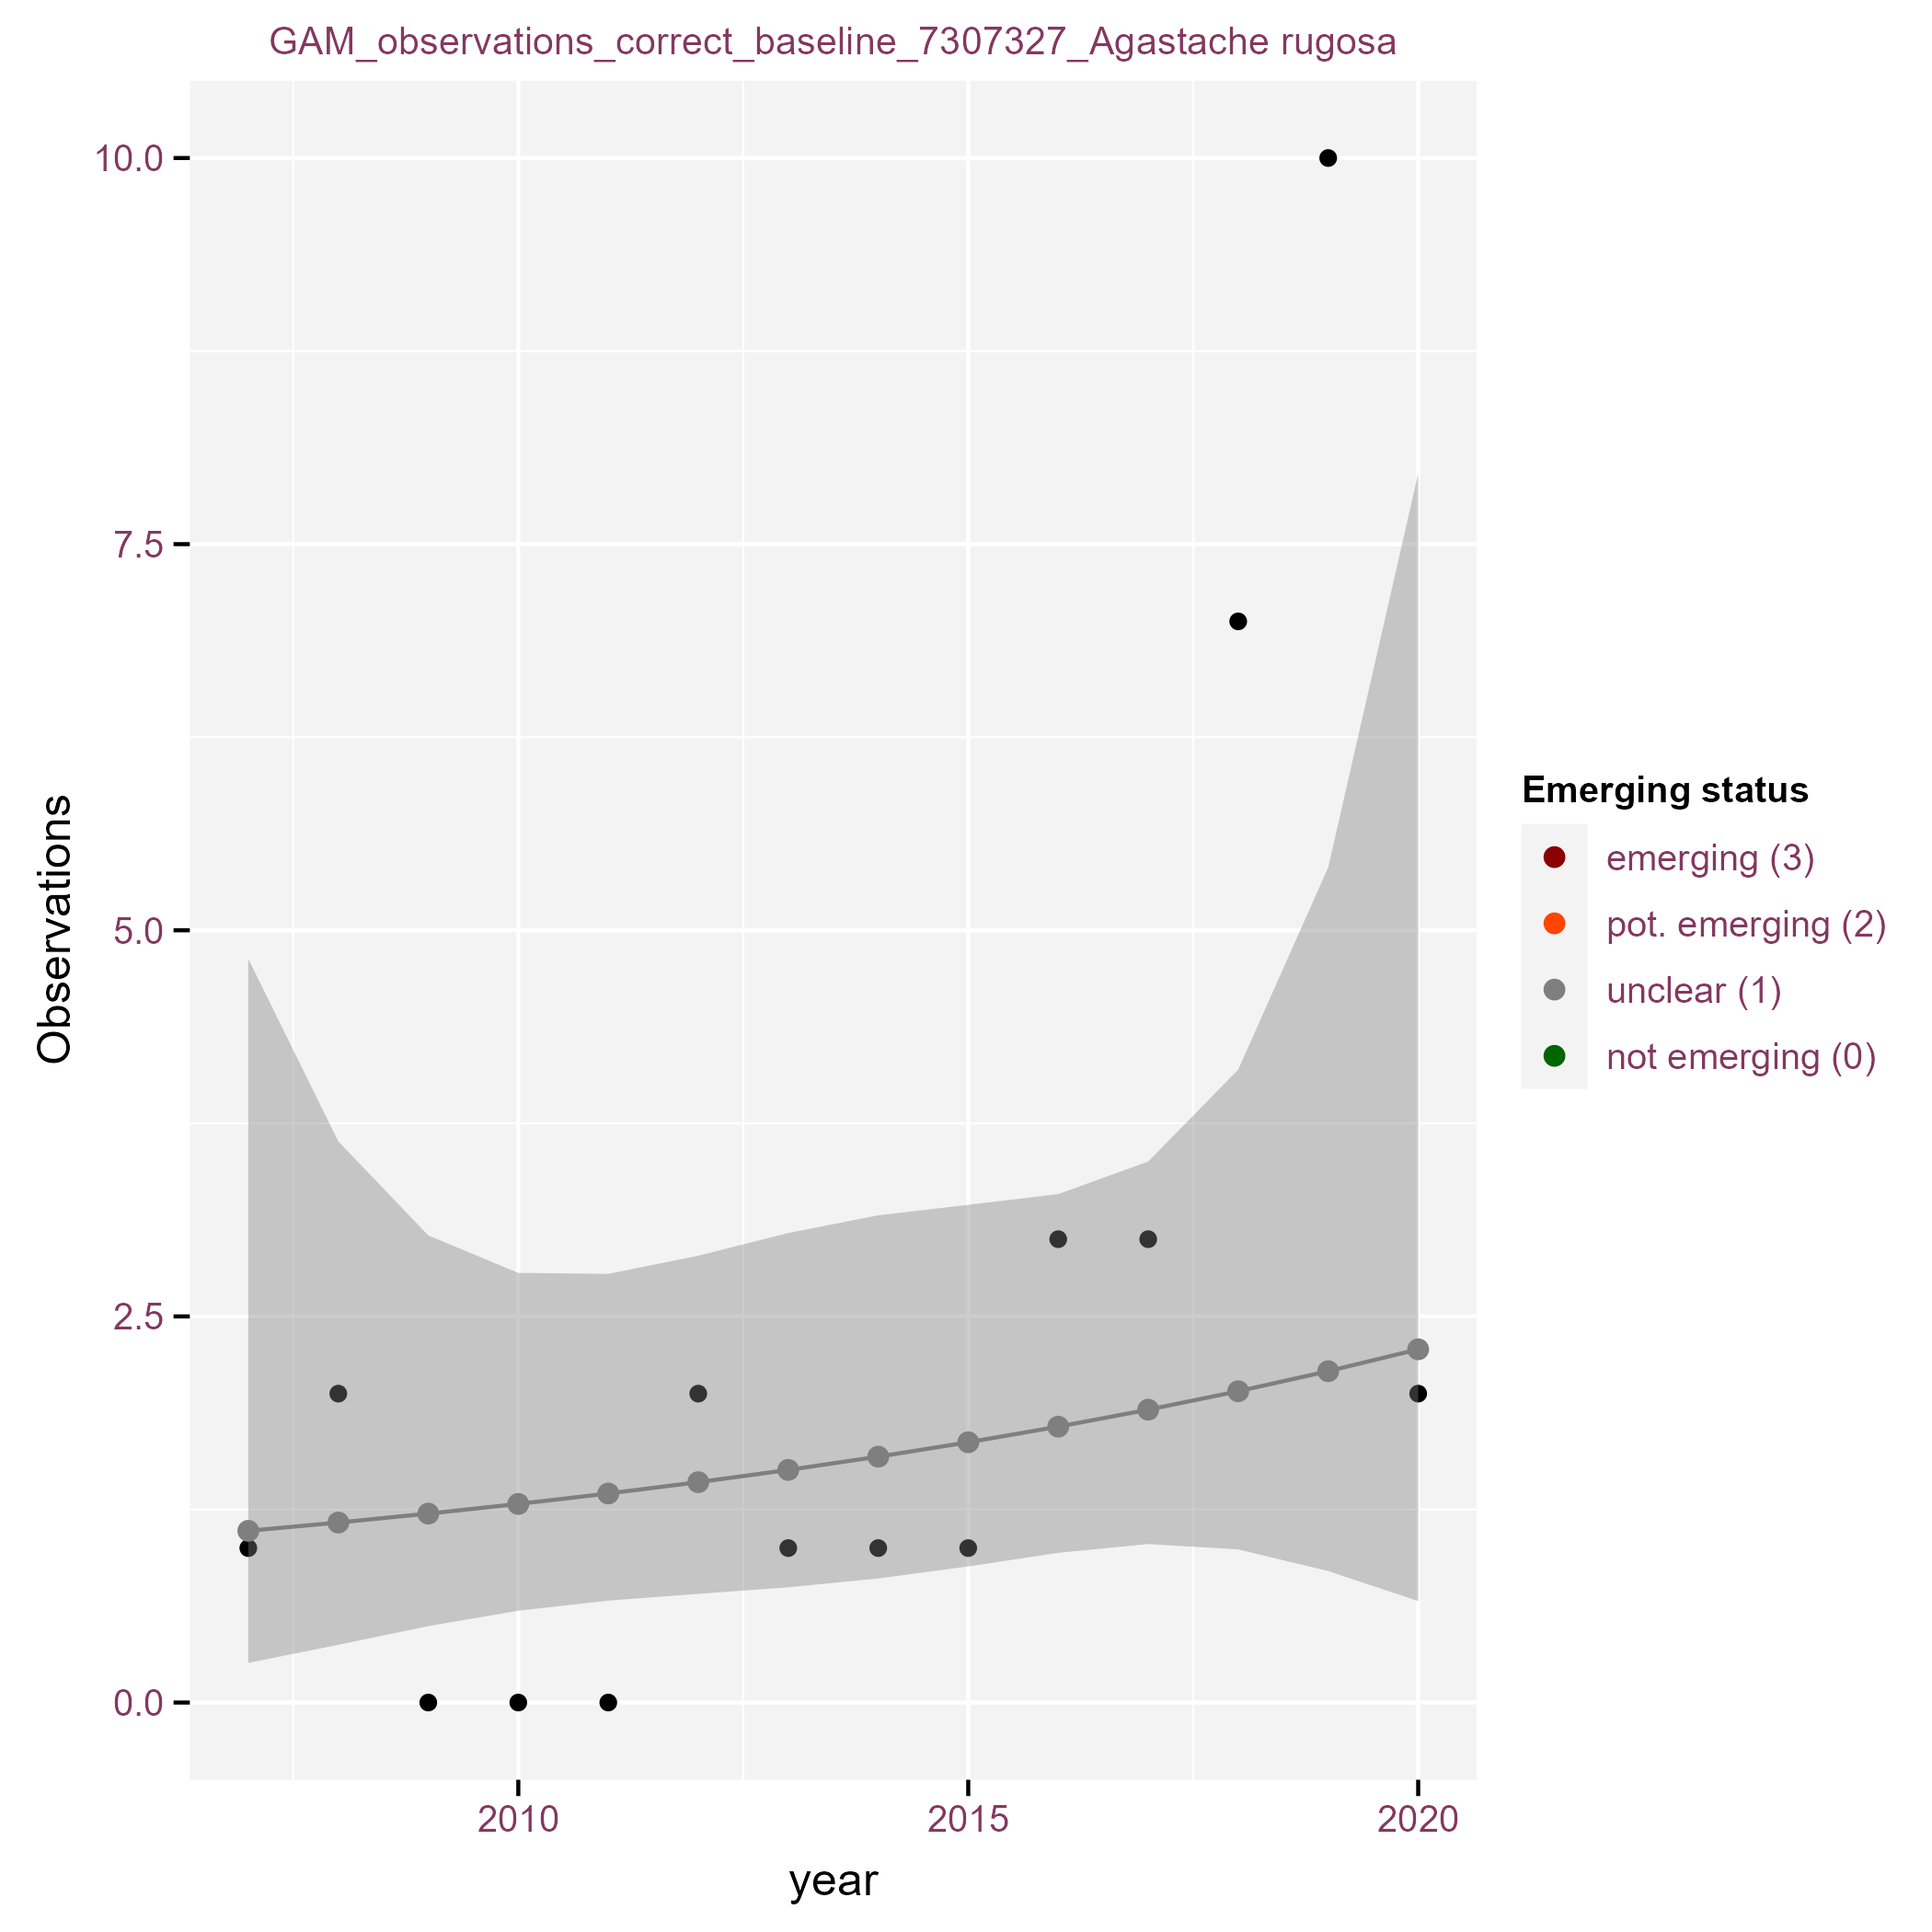 GAM_observations_correct_baseline_7307327_Agastache rugosa
10.0
7.5
5.0
2.5
0.0
Observations
2010
2015
2020
year
Emerging status
emerging (3)
pot. emerging (2)
unclear (1)
not emerging (0)